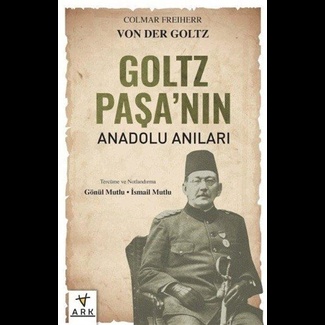 COLMAR FREIHERR
VON DER GOLTZ
GOLTZ
PAŞA'NIN
ANADOLU ANILARI
Tercüme ve Notlandırma
Gönül Mutlu • İsmail Mutlu
ARK